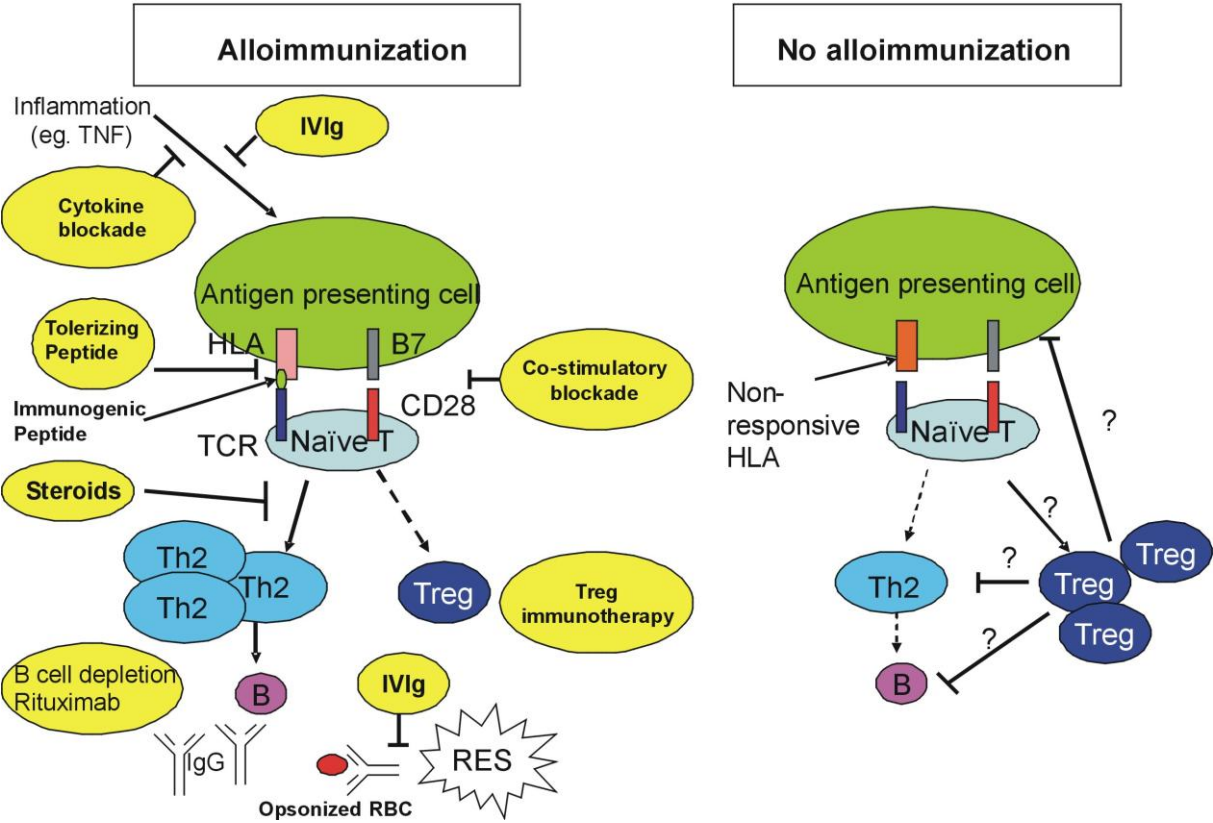 Alloimmunization
Inflammation
(eg. TNF)
IVIg
Cytokine
blockade
Antigen presenting cell
Tolerizing
Peptide
HLA
B7
Co-stimulatory
blockade
Immunogenic
Peptide
CD28
TCR
Naïve T
Steroids
Th2
Th2
Th2
Treg
Treg
immunotherapy
B cell depletion
Rituximab
B
IVIg
IgG
RES
Opsonized RBC
No alloimmunization
Antigen presenting cell
Non-
responsive
HLA
Naïve T
?
?
?
Th2
Treg
Treg
Treg
?
B